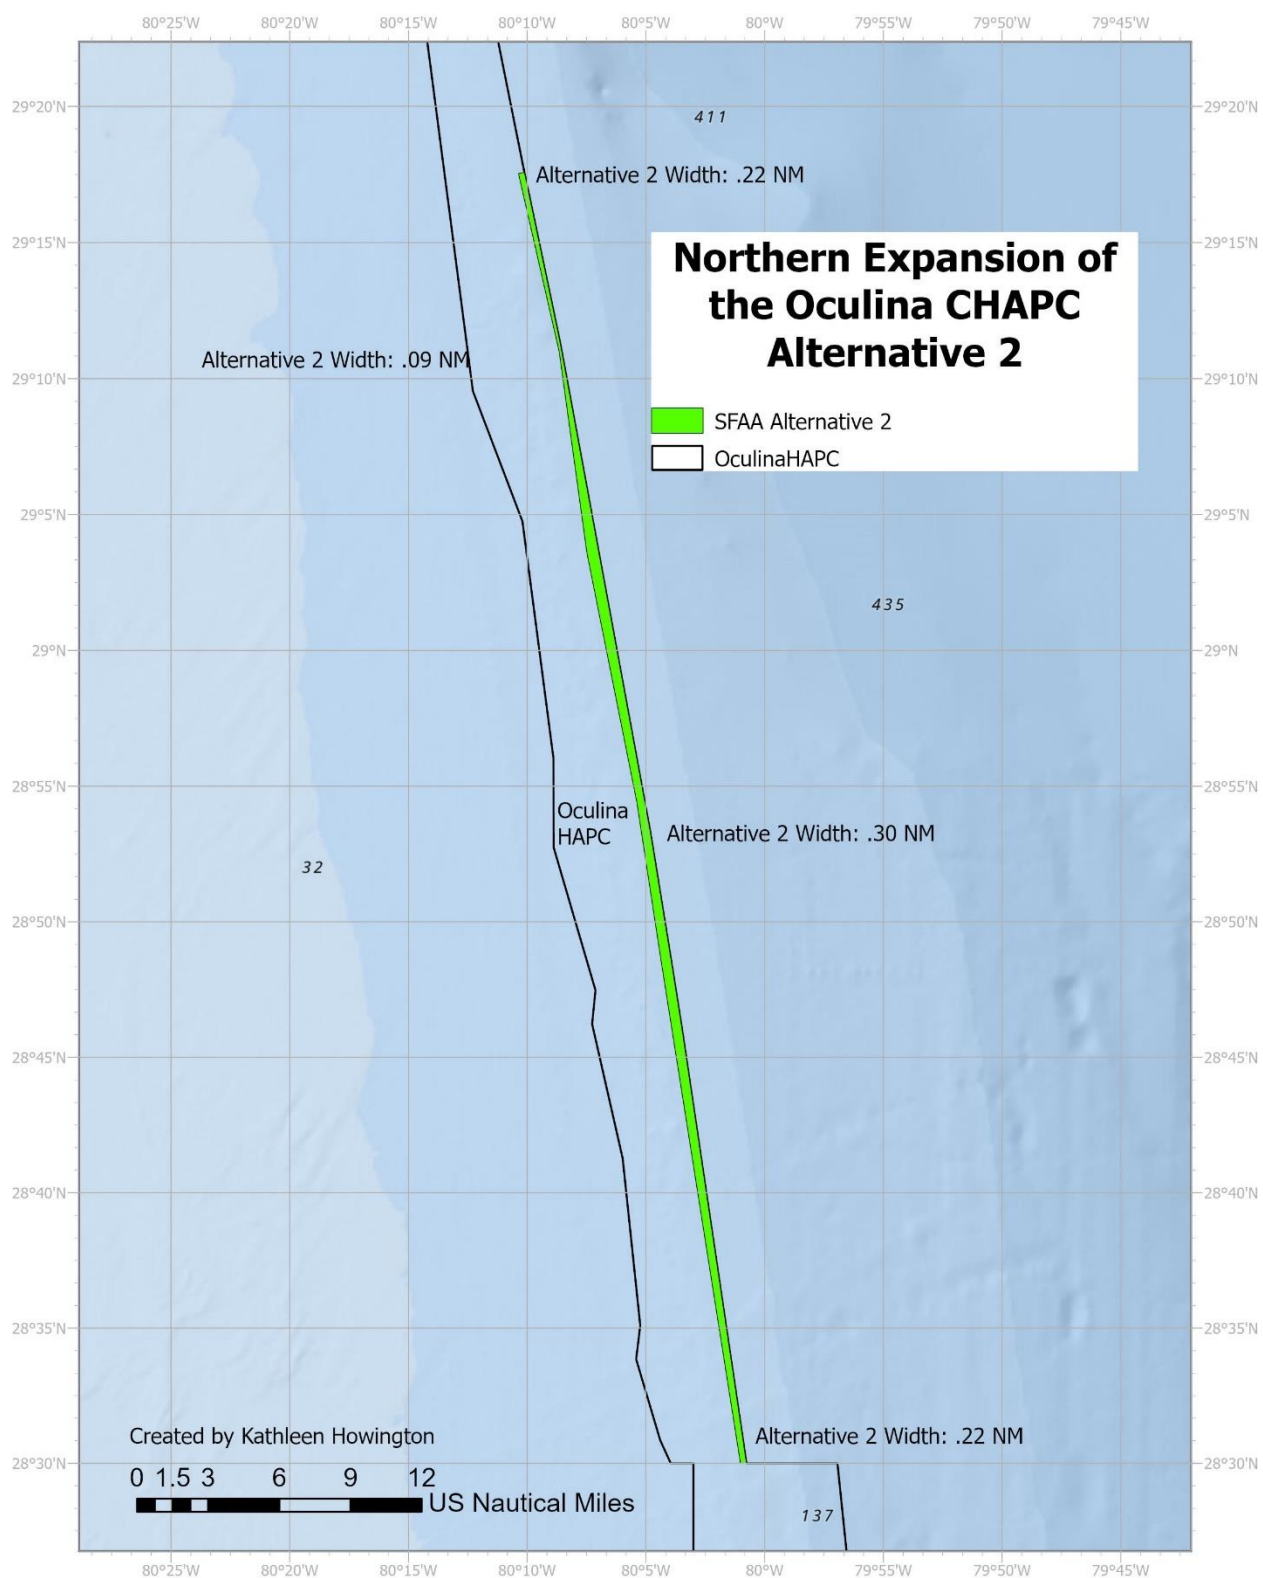 80°25'W 80°20'W 80°15'W 80°10'W 80°5'W 80°W 79°55'W 79°50'W 79°45'W
29°20'N 29°20'N
411
Alternative 2 Width: .22 NM
29°15'N 29°15'N
Northern Expansion of
the Oculina CHAPC
Alternative 2
Alternative 2 Width: .09 NM
29°10'N 29°10'N
SFAA Alternative 2
OculinaHAPC
29°5'N 29°5'N
435
29°N 29°N
28°55'N 28°55'N
Oculina
HAPC
Alternative 2 Width: .30 NM
32
28°50'N 28°50'N
28°45'N 28°45'N
28°40'N 28°40'N
28°35'N 28°35'N
Created by Kathleen Howington
Alternative 2 Width: .22 NM
28°30'N 28°30'N
0 1.5 3 6 9 12
US Nautical Miles
137
80°25'W 80°20'W 80°15'W 80°10'W 80°5'W 80°W 79°55'W 79°50'W 79°45'W